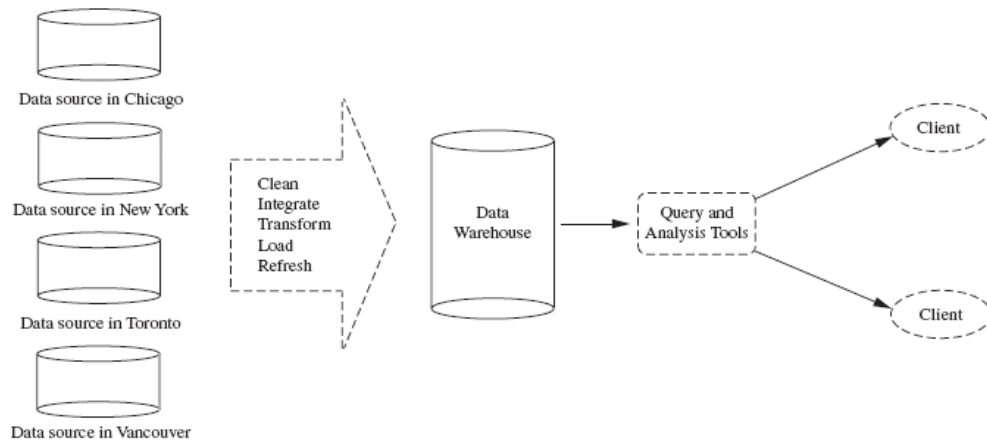 Data source in Chicago
Data source in New York
Data source in Toronto
Data source in Vancouver
Clean
Integrate
Transform
Load
Refresh
Data
Warehouse
Query and
Analysis Tools
Client
Client